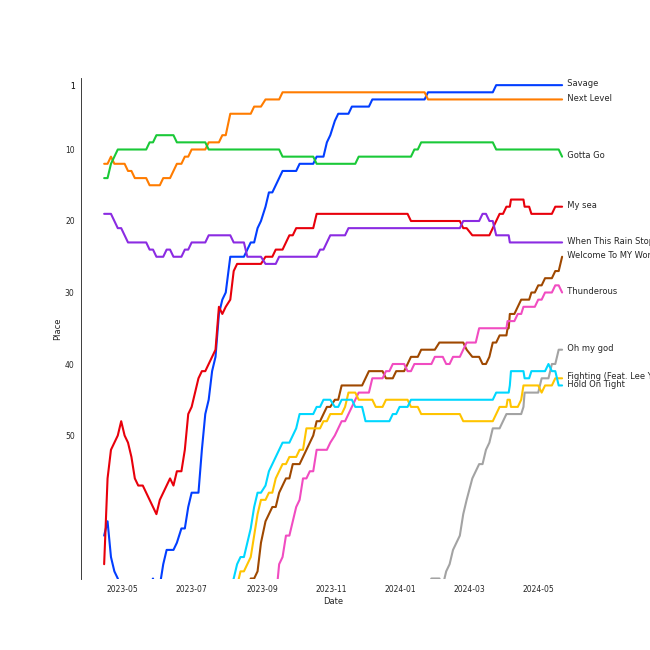 1
Savage
Next Level
10
Gotta Go
My sea
20
When This Rain Stop
Welcome To MY Wor
30
Thunderous
Place
Oh my god
40
Fighting (Feat. Lee Y
Hold On Tight
50
2023-05 2023-07 2023-09 2023-11 2024-01 2024-03 2024-05
Date